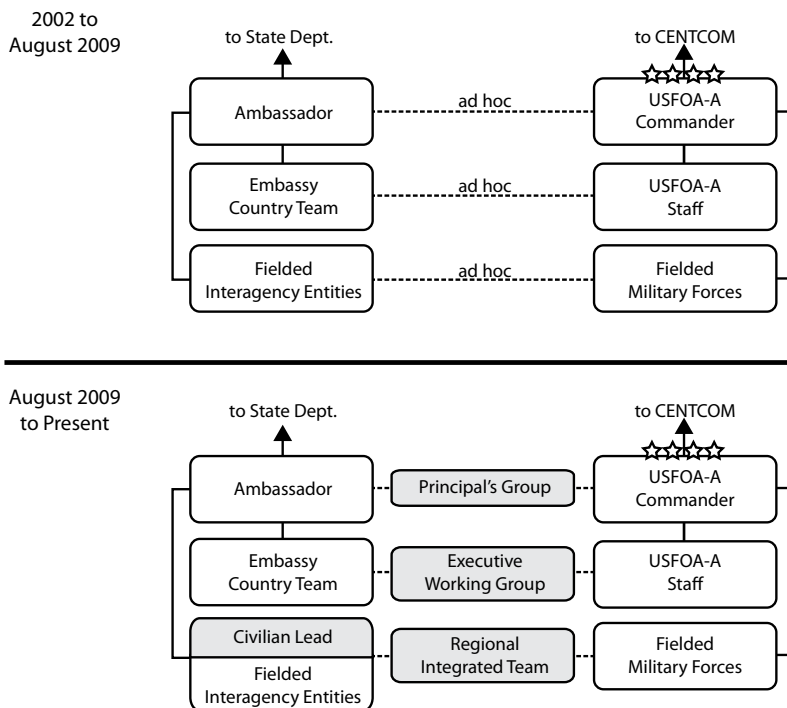 2002 to
August 2009
to State Dept.
to CENTCOM
Ambassador
ad hoc
USFOA-A
Commander
Embassy
Country Team
ad hoc
USFOA-A
Staff
Fielded
Interagency Entities
ad hoc
Fielded
Military Forces
August 2009
to Present
to State Dept.
to CENTCOM
Ambassador
Principal's Group
USFOA-A
Commander
Embassy
Country Team
Executive
Working Group
USFOA-A
Staff
Civilian Lead
Fielded
Interagency Entities
Regional
Integrated Team
Fielded
Military Forces